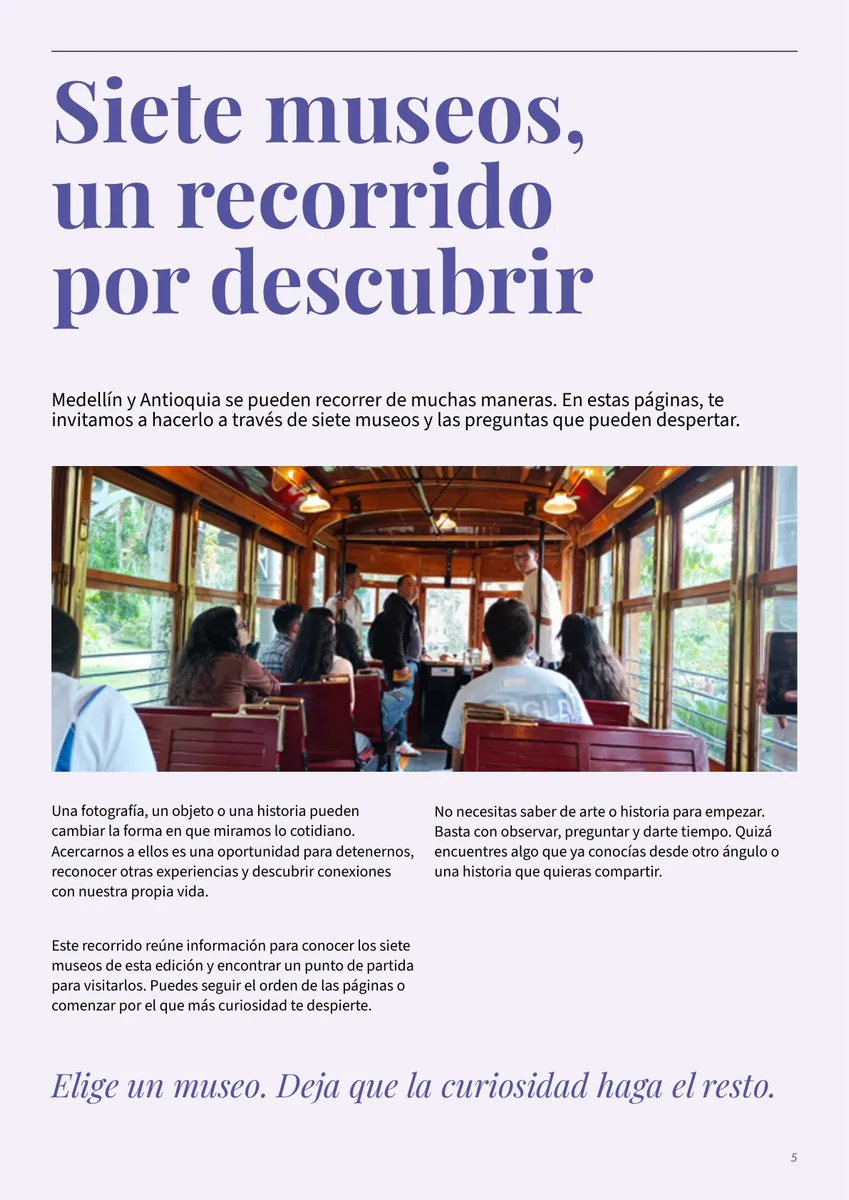 Siete museos,
un recorrido
por descubrir
Medellín y Antioquia se pueden recorrer de muchas maneras. En estas páginas, te
invitamos a hacerlo a través de siete museos y las preguntas que pueden despertar.
Una fotografía, un objeto o una historia pueden
cambiar la forma en que miramos lo cotidiano.
Acercarnos a ellos es una oportunidad para detenernos,
reconocer otras experiencias y descubrir conexiones
con nuestra propia vida.
Este recorrido reúne información para conocer los siete
museos de esta edición y encontrar un punto de partida
para visitarlos. Puedes seguir el orden de las páginas o
comenzar por el que más curiosidad te despierte.
No necesitas saber de arte o historia para empezar.
Basta con observar, preguntar y darte tiempo. Quizá
encuentres algo que ya conocías desde otro ángulo o
una historia que quieras compartir.
Elige un museo. Deja que la curiosidad haga el resto.
5